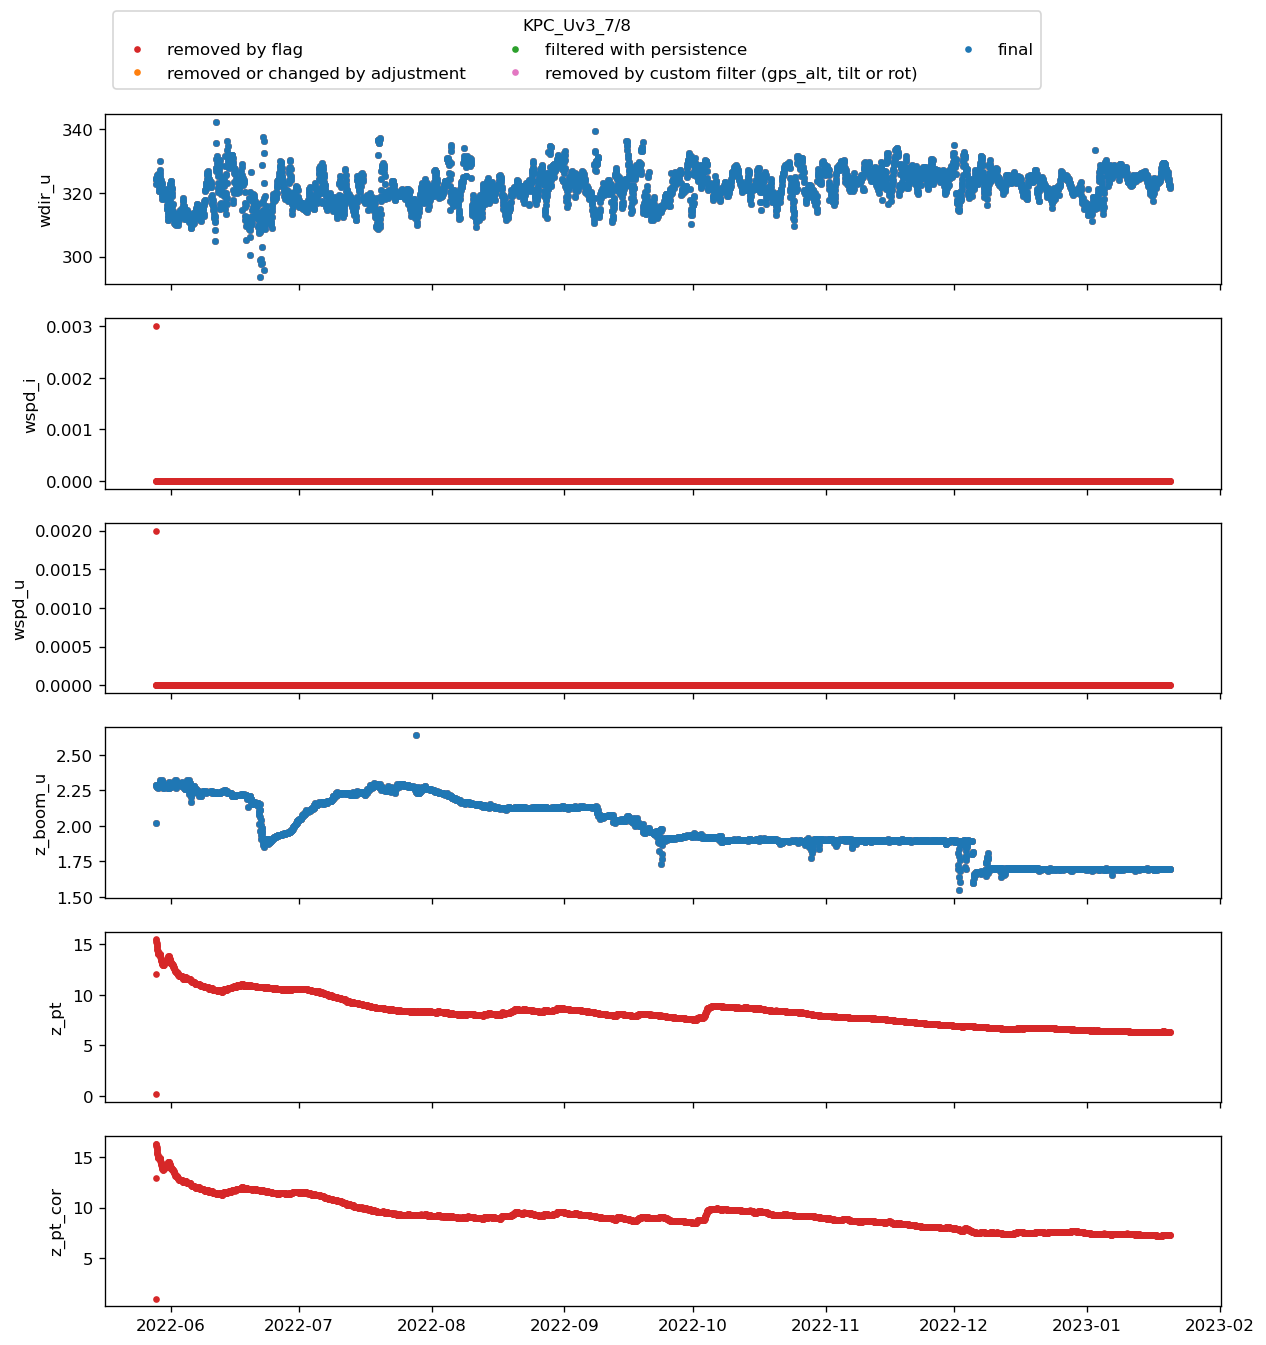 KPC_Uv3_7/8
removed by flag
filtered with persistence
final
removed or changed by adjustment
removed by custom filter (gps_alt, tilt or rot)
340
320
300
wdir_u
0.003
0.002
0.001
0.000
wspd_i
0.0020
0.0015
0.0010
0.0005
0.0000
wspd_u
2.50
2.25
2.00
1.75
1.50
z_boom_u
15
10
5
0
z_pt
15
10
5
z_pt_cor
2022-06
2022-07
2022-08
2022-09
2022-10
2022-11
2022-12
2023-01
2023-02